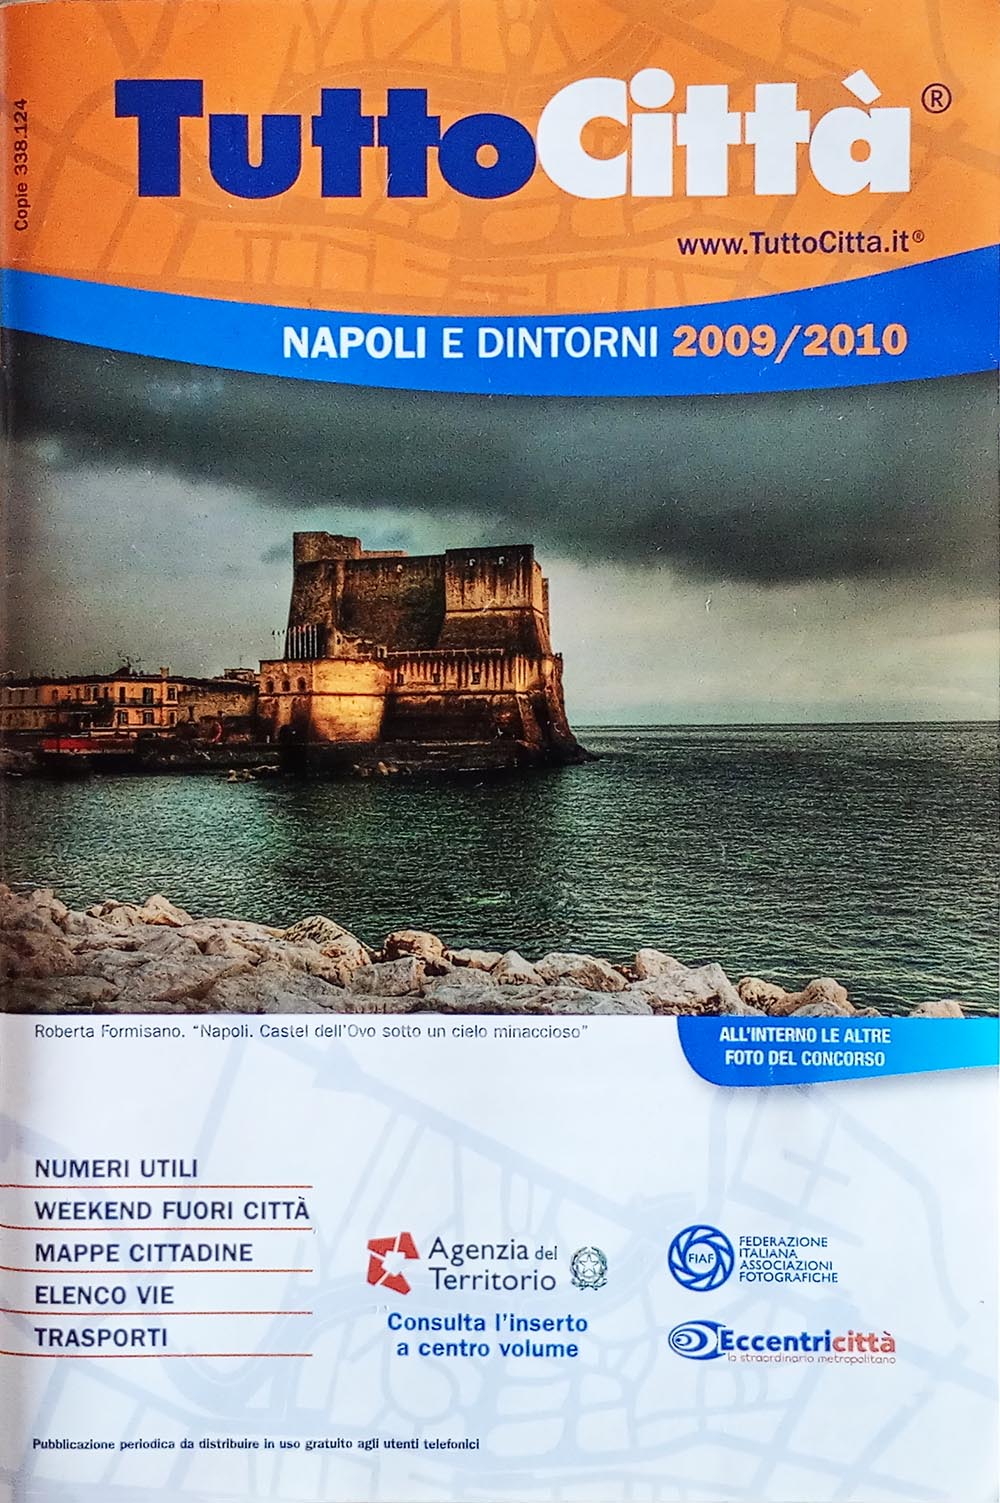 Copie 338.124
TuttoCittà®
www.TuttoCitta.it®
NAPOLI E DINTORNI 2009/2010
Roberta Formisano. "Napoli. Castel dell'Ovo sotto un cielo minaccioso"
ALL'INTERNO LE ALTRE
FOTO DEL CONCORSO
NUMERI UTILI
WEEKEND FUORI CITTÀ
MAPPE CITTADINE
ELENCO VIE
TRASPORTI
Agenzia del
Territorio
Consulta l'inserto
a centro volume
FIAF
FEDERAZIONE
ITALIANA
ASSOCIAZIONI
FOTOGRAFICHE
Eccentricittà
lo straordinario metropolitano
Pubblicazione periodica da distribuire in uso gratuito agli utenti telefonici